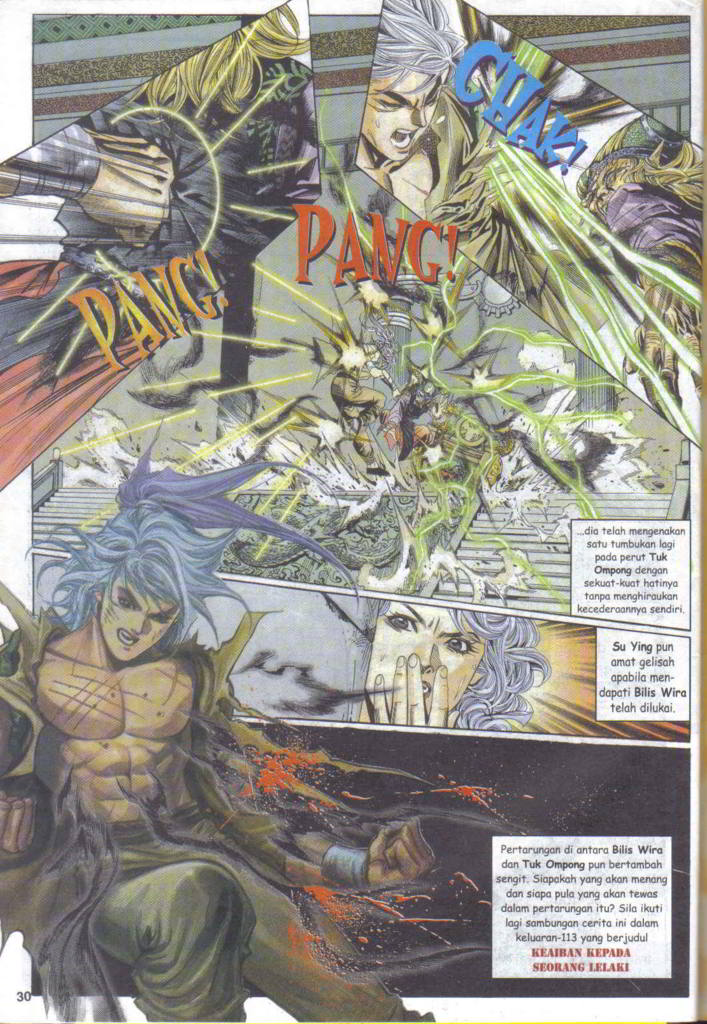 CHAK!
PANG!
PANG!
...dia telah mengenakan
satu tumbukan lagi
pada perut Tuk
Ompong dengan
sekuat-kuat hatinya
tanpa menghiraukan
kecederaannya sendiri.
Su Ying pun
amat gelisah
apabila men-
dapati Bilis Wira
telah dilukai.
Pertarungan di antara Bilis Wira
dan Tuk Ompong pun bertambah
sengit. Siapakah yang akan menang
dan siapa pula yang akan tewas
dalam pertarungan itu? Sila ikuti
lagi sambungan cerita ini dalam
keluaran-113 yang berjudul
KEAIBAN KEPADA
SEORANG LELAKI
30